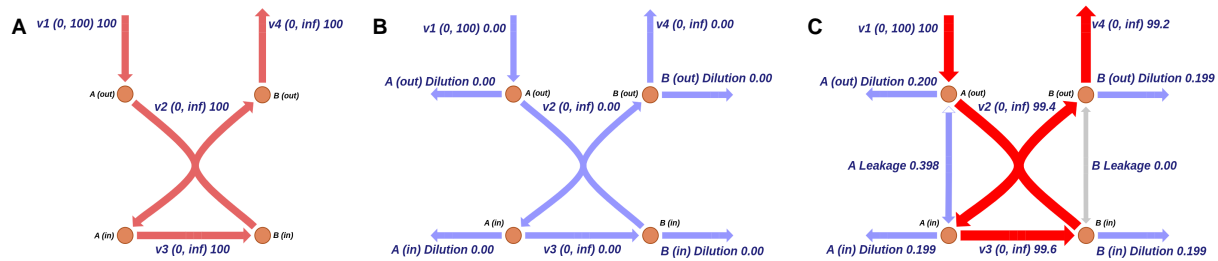 A
v1 (0, 100) 100
v4 (0, inf) 100
A (out)
B (out)
v2 (0, inf) 100
A (in)
B (in)
v3 (0, inf) 100
B
v1 (0, 100) 0.00
v4 (0, inf) 0.00
A (out) Dilution 0.00
B (out) Dilution 0.00
A (out)
B (out)
v2 (0, inf) 0.00
A (in)
B (in)
A (in) Dilution 0.00
v3 (0, inf) 0.00
B (in) Dilution 0.00
C
v1 (0, 100) 100
v4 (0, inf) 99.2
A (out) Dilution 0.200
B (out) Dilution 0.199
A (out)
B (out)
v2 (0, inf) 99.4
A Leakage 0.398
B Leakage 0.00
A (in)
B (in)
A (in) Dilution 0.199
v3 (0, inf) 99.6
B (in) Dilution 0.199